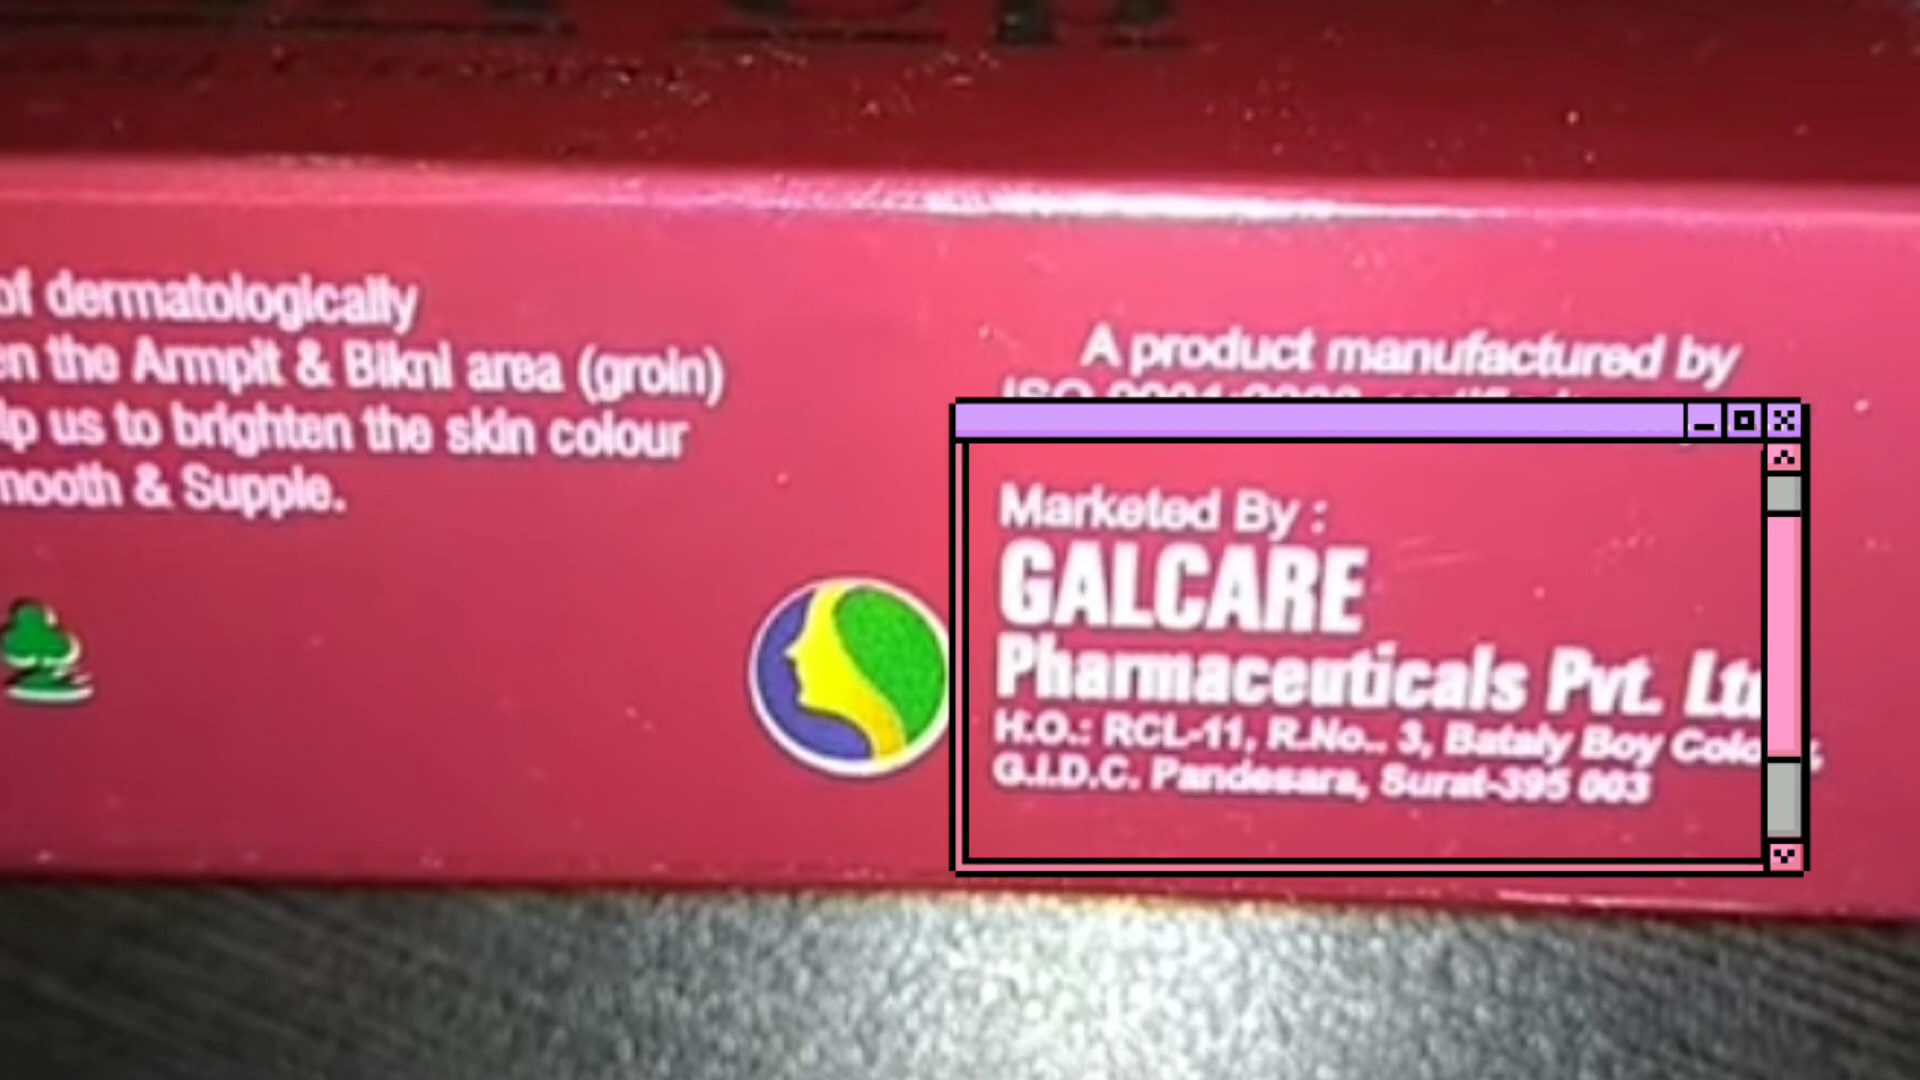 of dermatologically
en the Armpit & Bikni area (groin)
lp us to brighten the skin colour
mooth & Supple.
A product manufactured by
Marketed By :
GALCARE
Pharmaceuticals Pvt. Lt
H.O.: RCL-11, R.No.. 3, Bataly Boy Colo
G.I.D.C. Pandesara, Surat-395 003